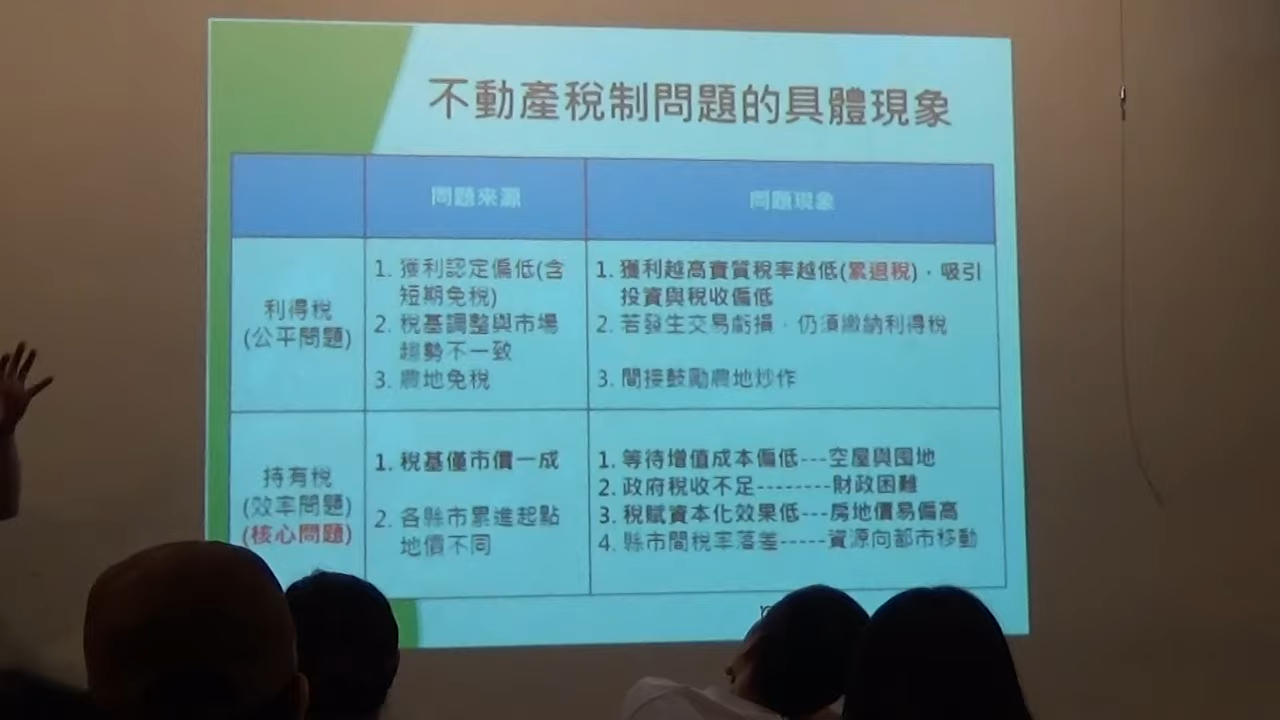 不動產稅制問題的具體現象
問題來源
問題現象
利得稅
(公平問題)
1. 獲利認定偏低(含
短期免稅)
2. 稅基調整與市場
趨勢不一致
3. 農地免稅
1. 獲利越高實質稅率越低(累退稅)，吸引
投資與稅收偏低
2. 若發生交易虧損，仍須繳納利得稅
3. 間接鼓勵農地炒作
持有稅
(效率問題)
(核心問題)
1. 稅基僅市價一成
2. 各縣市累進起點
地價不同
1. 等待增值成本偏低---空屋與囤地
2. 政府稅收不足--------財政困難
3. 稅賦資本化效果低---房地價易偏高
4. 縣市間稅率落差-----資源向都市移動